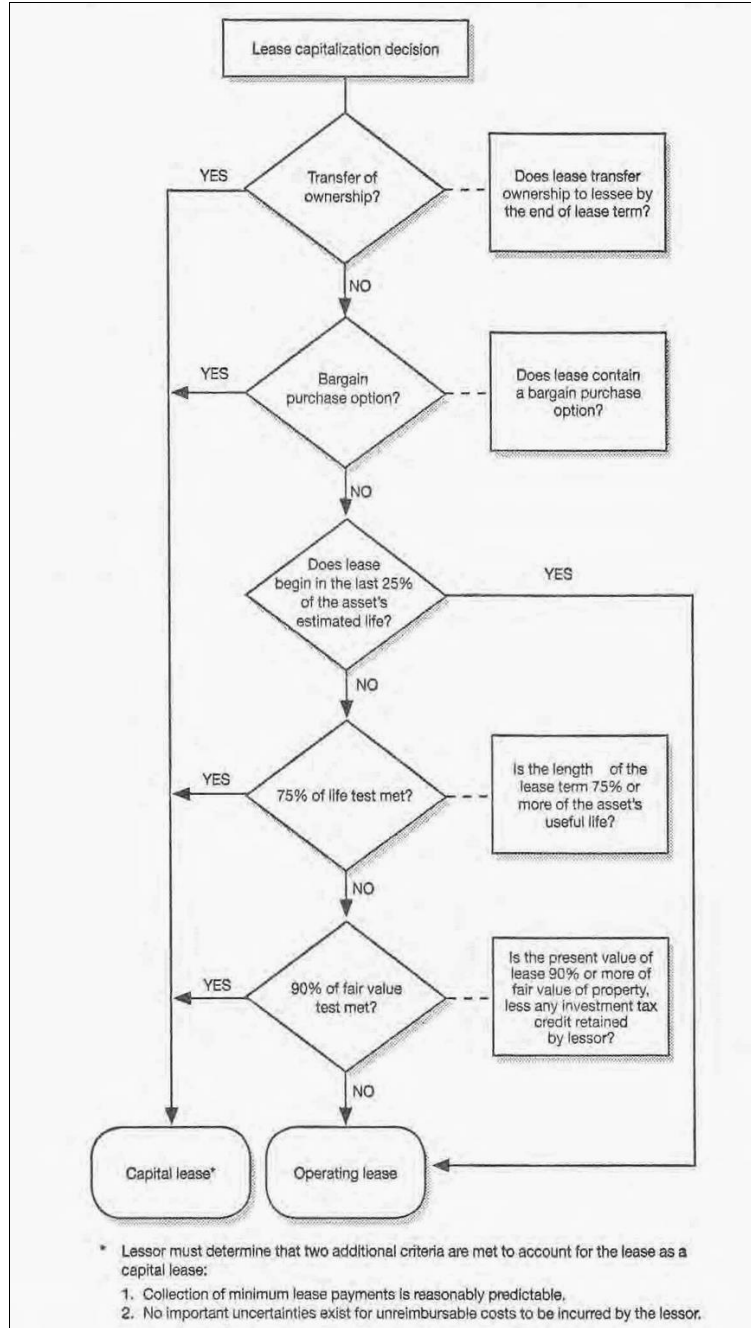 Lease capitalization decision
YES
Transfer of
ownership?
Does lease transfer
ownership to lessee by
the end of lease term?
NO
YES
Bargain
purchase option?
Does lease contain
a bargain purchase
option?
NO
Does lease
begin in the last 25%
of the asset's
estimated life?
YES
NO
YES
75% of life test met?
Is the length of the
lease term 75% or
more of the asset's
useful life?
NO
YES
90% of fair value
test met?
Is the present value of
lease 90% or more of
fair value of property,
less any investment tax
credit retained
by lessor?
NO
Capital lease*
Operating lease
* Lessor must determine that two additional criteria are met to account for the lease as a
capital lease:
1. Collection of minimum lease payments is reasonably predictable.
2. No important uncertainties exist for unreimbursable costs to be incurred by the lessor.